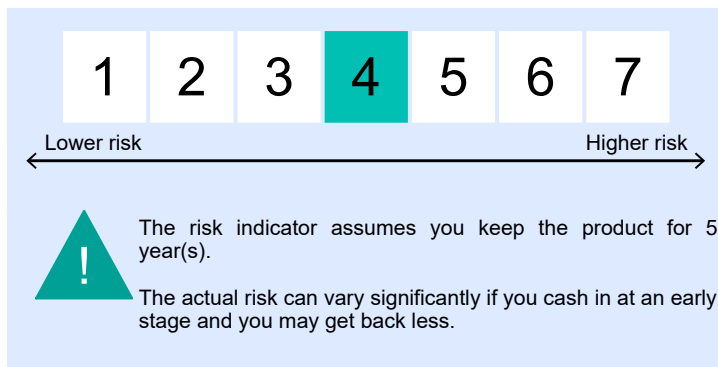 1 2 3 4 5 6 7
Lower risk Higher risk
!
The risk indicator assumes you keep the product for 5
year(s).
The actual risk can vary significantly if you cash in at an early
stage and you may get back less.